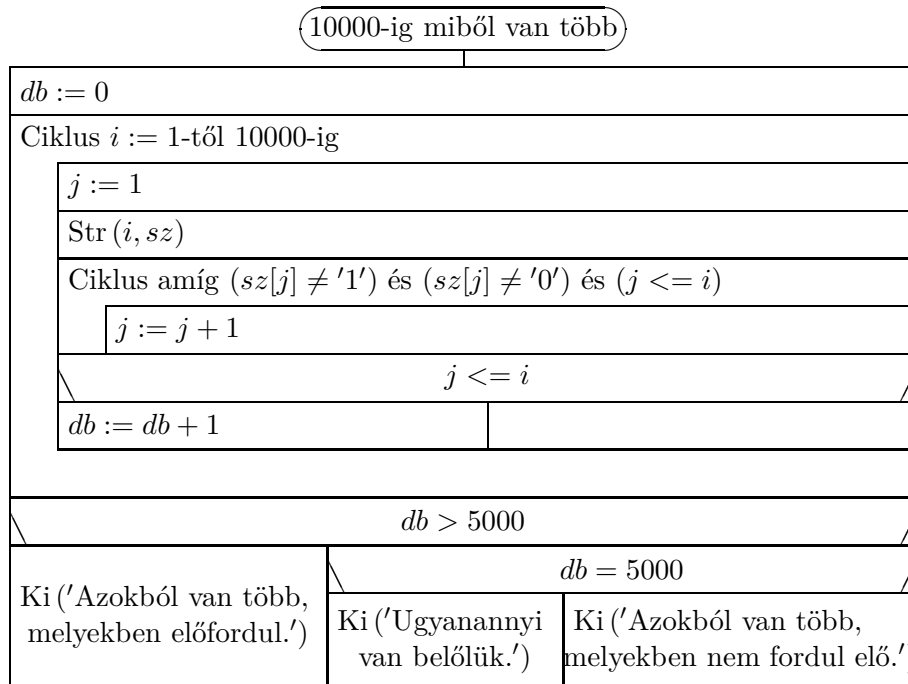 10000-ig miből van több
db := 0
Ciklus i := 1-től 10000-ig
j := 1
Str (i, sz)
Ciklus amíg (sz[j] ≠ '1') és (sz[j] ≠ '0') és (j <= i)
j := j + 1
j <= i
db := db + 1
db > 5000
Ki ('Azokból van több,
melyekben előfordul.')
db = 5000
Ki ('Ugyanannyi
van belőlük.')
Ki ('Azokból van több,
melyekben nem fordul elő.'